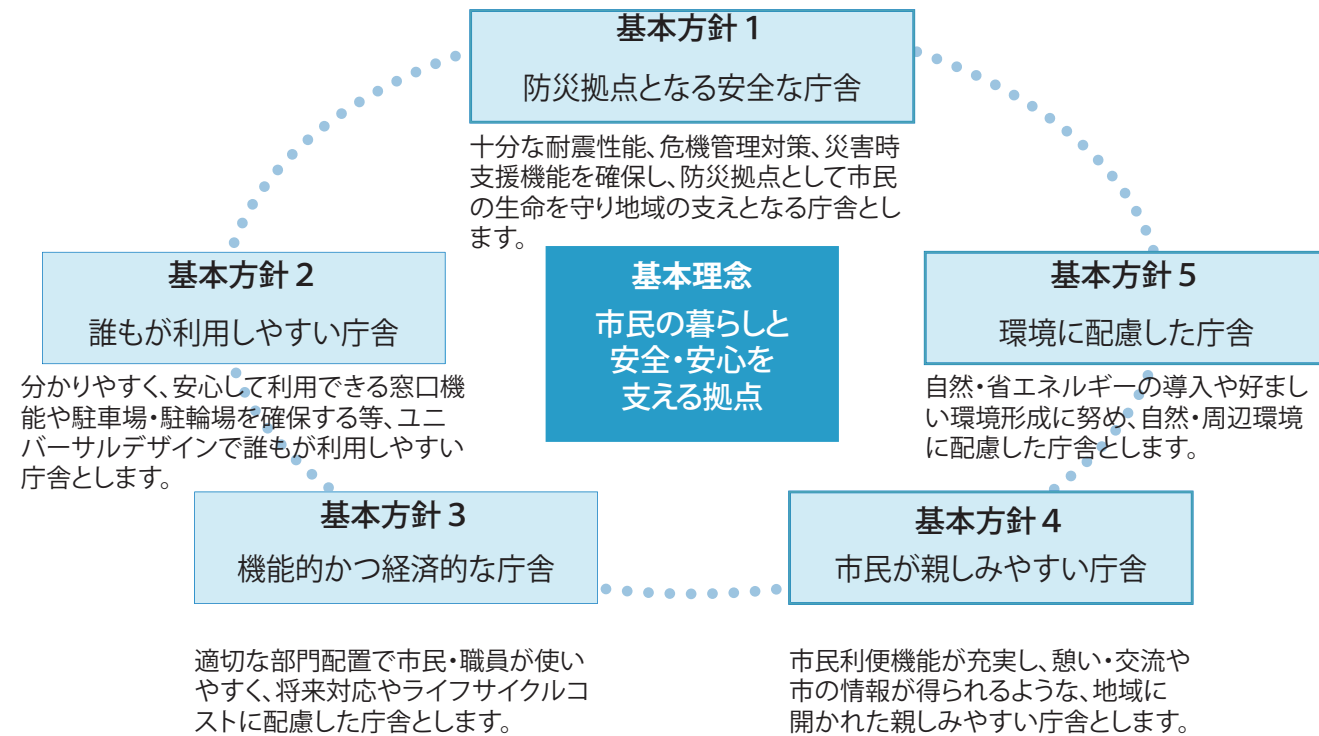 基本方針1
防災拠点となる安全な庁舎
十分な耐震性能、危機管理対策、災害時
支援機能を確保し、防災拠点として市民
の生命を守り地域の支えとなる庁舎とし
ます。
基本理念
市民の暮らしと
安全・安心を
支える拠点
基本方針2
誰もが利用しやすい庁舎
分かりやすく、安心して利用できる窓口機
能や駐車場・駐輪場を確保する等、ユニ
バーサルデザインで誰もが利用しやすい
庁舎とします。
基本方針3
機能的かつ経済的な庁舎
適切な部門配置で市民・職員が使い
やすく、将来対応やライフサイクルコ
ストに配慮した庁舎とします。
基本方針4
市民が親しみやすい庁舎
市民利便機能が充実し、憩い・交流や
市の情報が得られるような、地域に
開かれた親しみやすい庁舎とします。
基本方針5
環境に配慮した庁舎
自然・省エネルギーの導入や好まし
い環境形成に努め、自然・周辺環境
に配慮した庁舎とします。